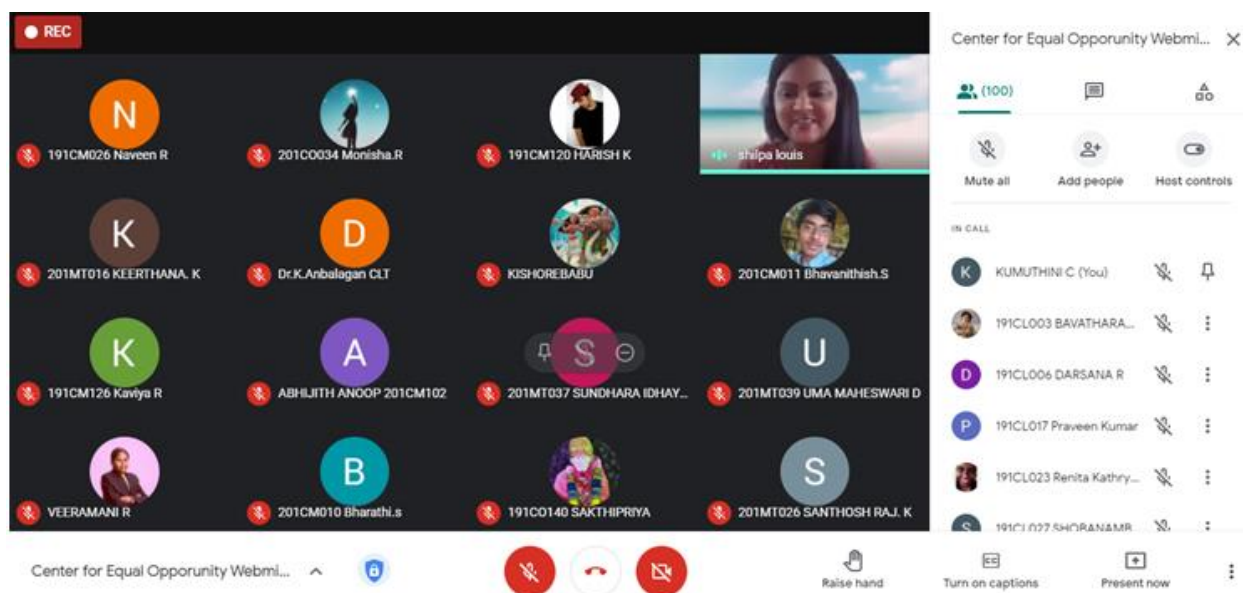 REC
N
191CM026 Naveen R
201CO034 Monisha.R
191CM120 HARISH K
shilpa louis
K
201MT016 KEERTHANA. K
D
Dr.K.Anbalagan CLT
KISHOREBABU
201CM011 Bhavanithish.S
K
191CM126 Kaviya R
A
ABHIJITH ANOOP 201CM102
S
201MT037 SUNDHARA IDHAY...
U
201MT039 UMA MAHESWARI D
VEERAMANI R
B
201CM010 Bharathi.s
191CO140 SAKTHIPRIYA
S
201MT026 SANTHOSH RAJ. K
Center for Equal Opporunity Webmi...
(100)
Mute all
Add people
Host controls
IN CALL
K
KUMUTHINI C (You)
191CL003 BAVATHARA...
D
191CL006 DARSANA R
P
191CL017 Praveen Kumar
191CL023 Renita Kathry...
S
191CL027 SHOBANAMB
Center for Equal Opporunity Webmi...
Raise hand
CC
Turn on captions
Present now